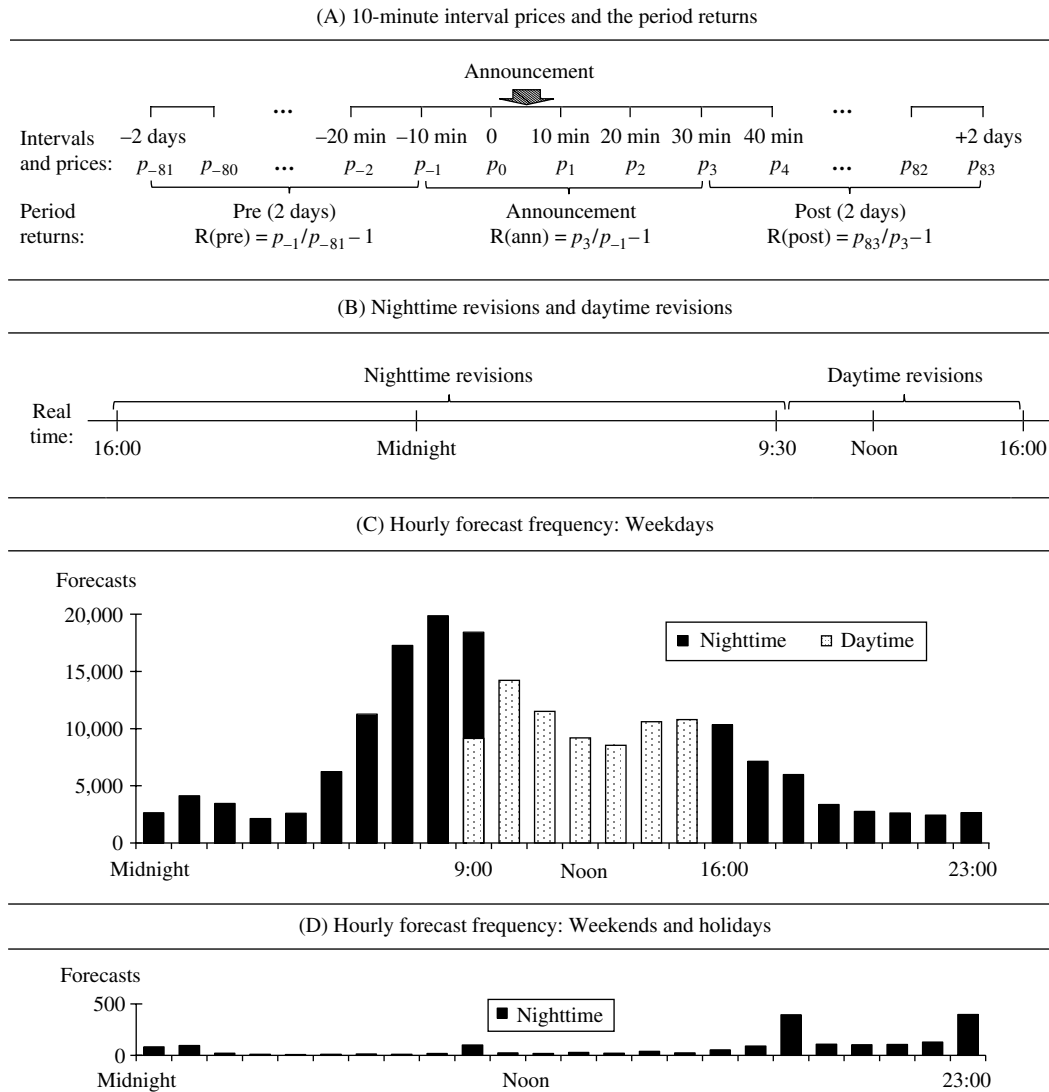 (A) 10-minute interval prices and the period returns
Announcement
... ...
Intervals −2 days −20 min −10 min 0 10 min 20 min 30 min 40 min +2 days
and prices: p₋₈₁ p₋₈₀ ... p₋₂ p₋₁ p₀ p₁ p₂ p₃ p₄ ... p₈₂ p₈₃
Period Pre (2 days) Announcement Post (2 days)
returns: R(pre) = p₋₁/p₋₈₁ − 1 R(ann) = p₃/p₋₁−1 R(post) = p₈₃/p₃−1
(B) Nighttime revisions and daytime revisions
Nighttime revisions Daytime revisions
Real
time:
16:00 Midnight 9:30 Noon 16:00
(C) Hourly forecast frequency: Weekdays
Forecasts
20,000
Nighttime Daytime
15,000
10,000
5,000
0
Midnight 9:00 Noon 16:00 23:00
(D) Hourly forecast frequency: Weekends and holidays
Forecasts
500
Nighttime
0
Midnight Noon 23:00